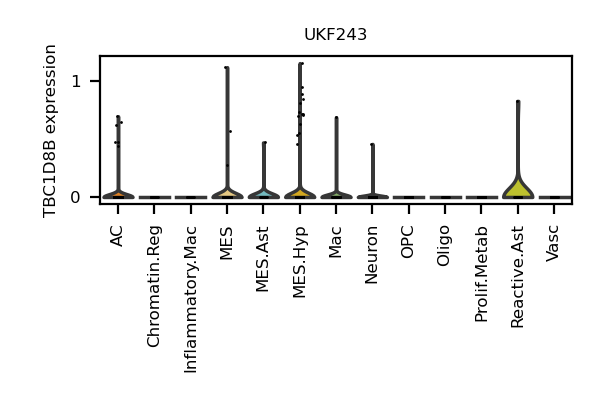 UKF243
TBC1D8B expression
1
0
AC
Chromatin.Reg
Inflammatory.Mac
MES
MES.Ast
MES.Hyp
Mac
Neuron
OPC
Oligo
Prolif.Metab
Reactive.Ast
Vasc